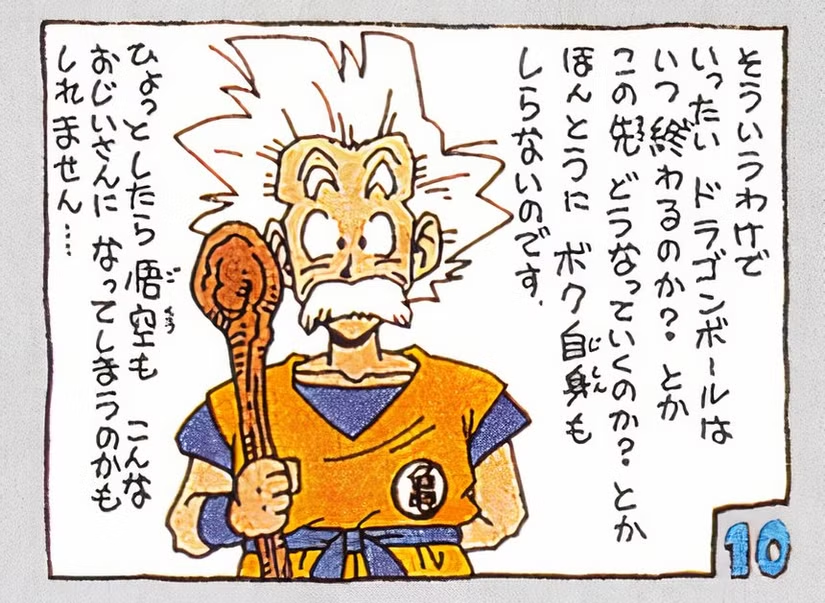 そういうわけで
いったい ドラゴンボールは
いつ終わるのか? とか
この先 どうなっていくのか? とか
ほんとうに ボク自身も
しらないのです.
ひょっとしたら 悟空も こんな
おじいさんに なってしまうのかも
しれません…
10